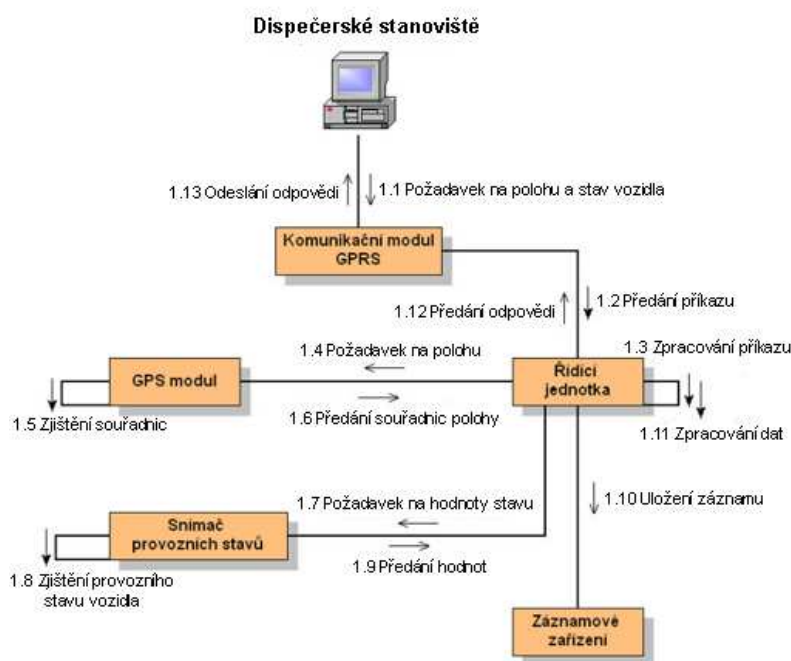 Dispečerské stanoviště
1.13 Odeslání odpovědi
1.1 Požadavek na polohu a stav vozidla
Komunikační modul
GPRS
1.12 Předání odpovědi
1.2 Předání příkazu
1.4 Požadavek na polohu
1.3 Zpracování příkazu
GPS modul
Řídicí
jednotka
1.5 Zjištění souřadnic
1.6 Předání souřadnic polohy
1.11 Zpracování dat
1.7 Požadavek na hodnoty stavu
1.10 Uložení záznamu
Snímač
provozních stavů
1.8 Zjištění provozního
stavu vozidla
1.9 Předání hodnot
Záznamové
zařízení